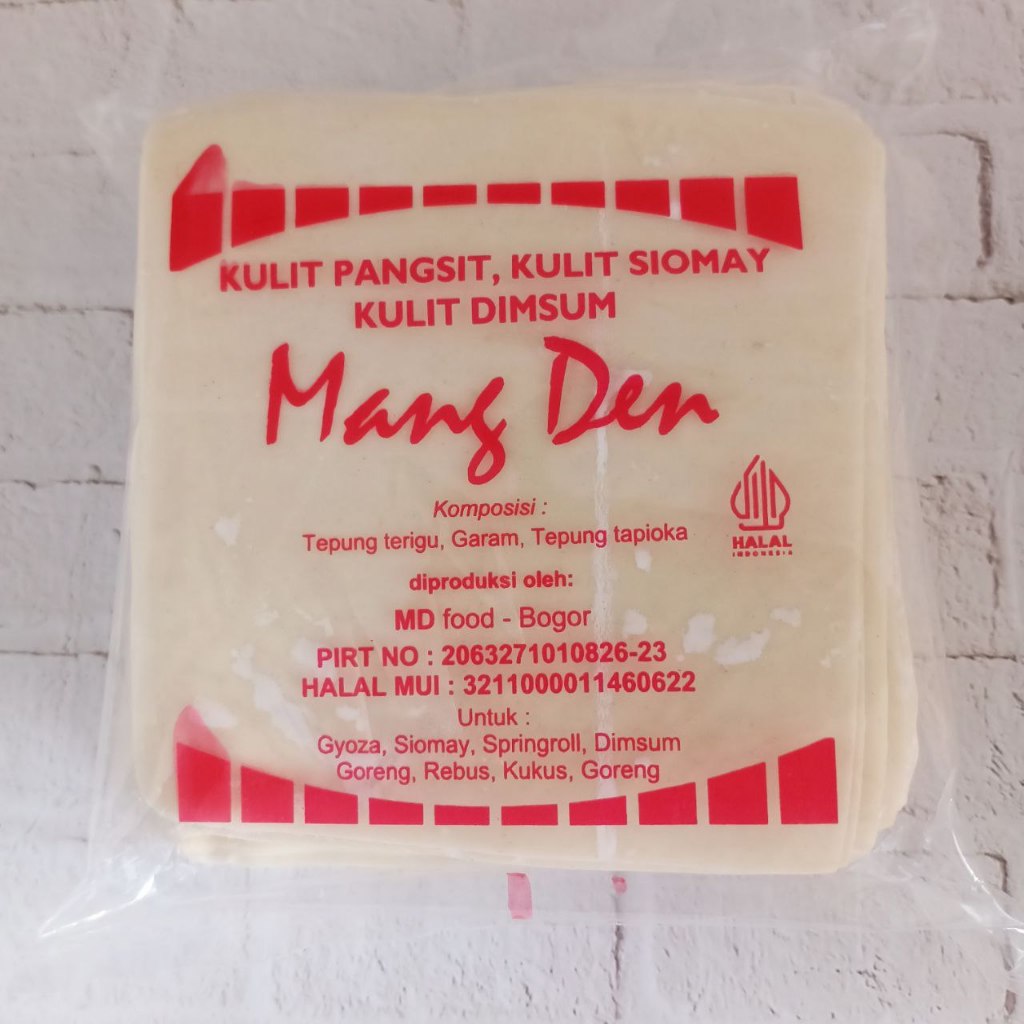 KULIT PANGSIT, KULIT SIOMAY
KULIT DIMSUM
Mang Den
Komposisi :
Tepung terigu, Garam, Tepung tapioka
HALAL
INDONESIA
diproduksi oleh:
MD food - Bogor
PIRT NO : 2063271010826-23
HALAL MUI : 3211000011460622
Untuk :
Gyoza, Siomay, Springroll, Dimsum
Goreng, Rebus, Kukus, Goreng